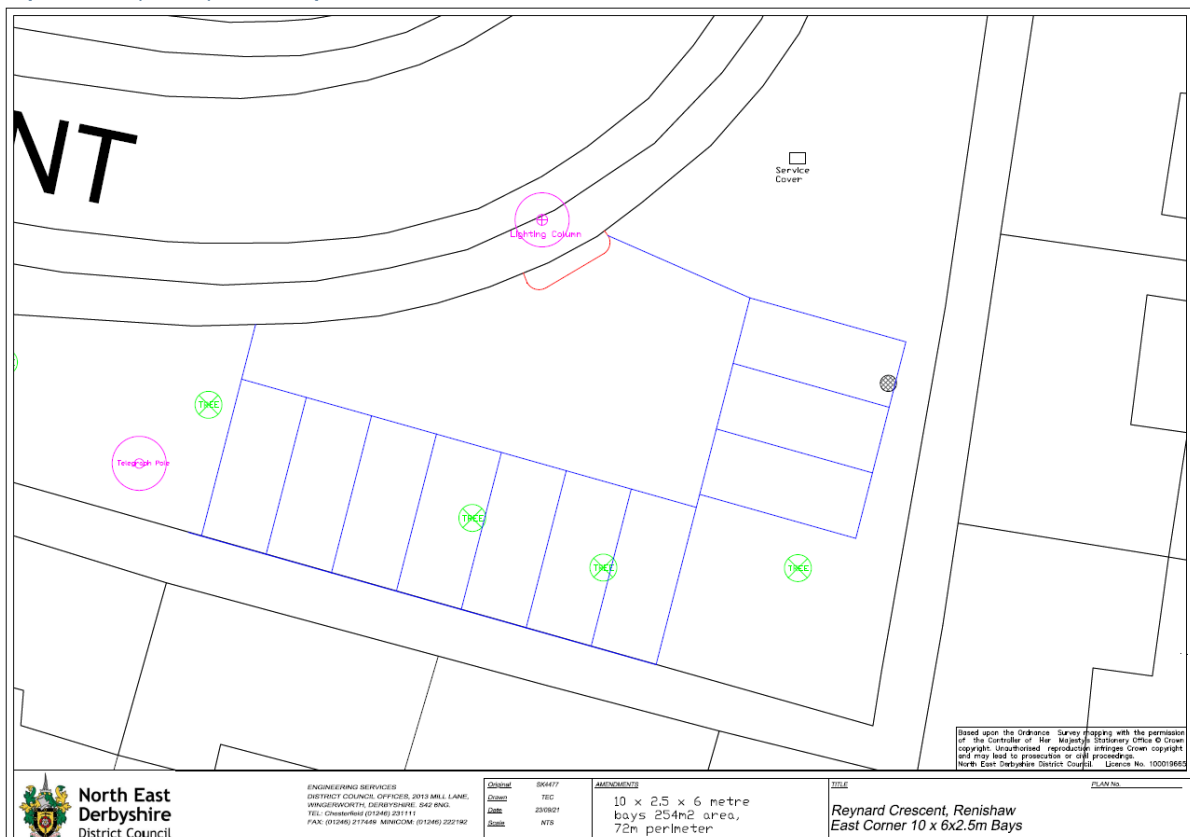 NT
Service
Cover
Lighting Column
TREE
Telegraph Pole
TREE
TREE
TREE
Based upon the Ordnance Survey mapping with the permission
of the Controller of Her Majesty's Stationery Office © Crown
copyright. Unauthorised reproduction infringes Crown copyright
and may lead to prosecution or civil proceedings.
North East Derbyshire District Council. Licence No. 100019665
North East
Derbyshire
District Council
ENGINEERING SERVICES
DISTRICT COUNCIL OFFICES, 2013 MILL LANE,
WINGERWORTH, DERBYSHIRE. S42 6NG.
TEL: Chesterfield (01246) 231111
FAX: (01246) 217449 MINICOM: (01246) 222192
Original SK4477
Drawn TEC
Date 23/09/21
Scale NTS
AMENDMENTS
10 x 2.5 x 6 metre
bays 254m2 area,
72m perimeter
TITLE
Reynard Crescent, Renishaw
East Corner 10 x 6x2.5m Bays
PLAN No.